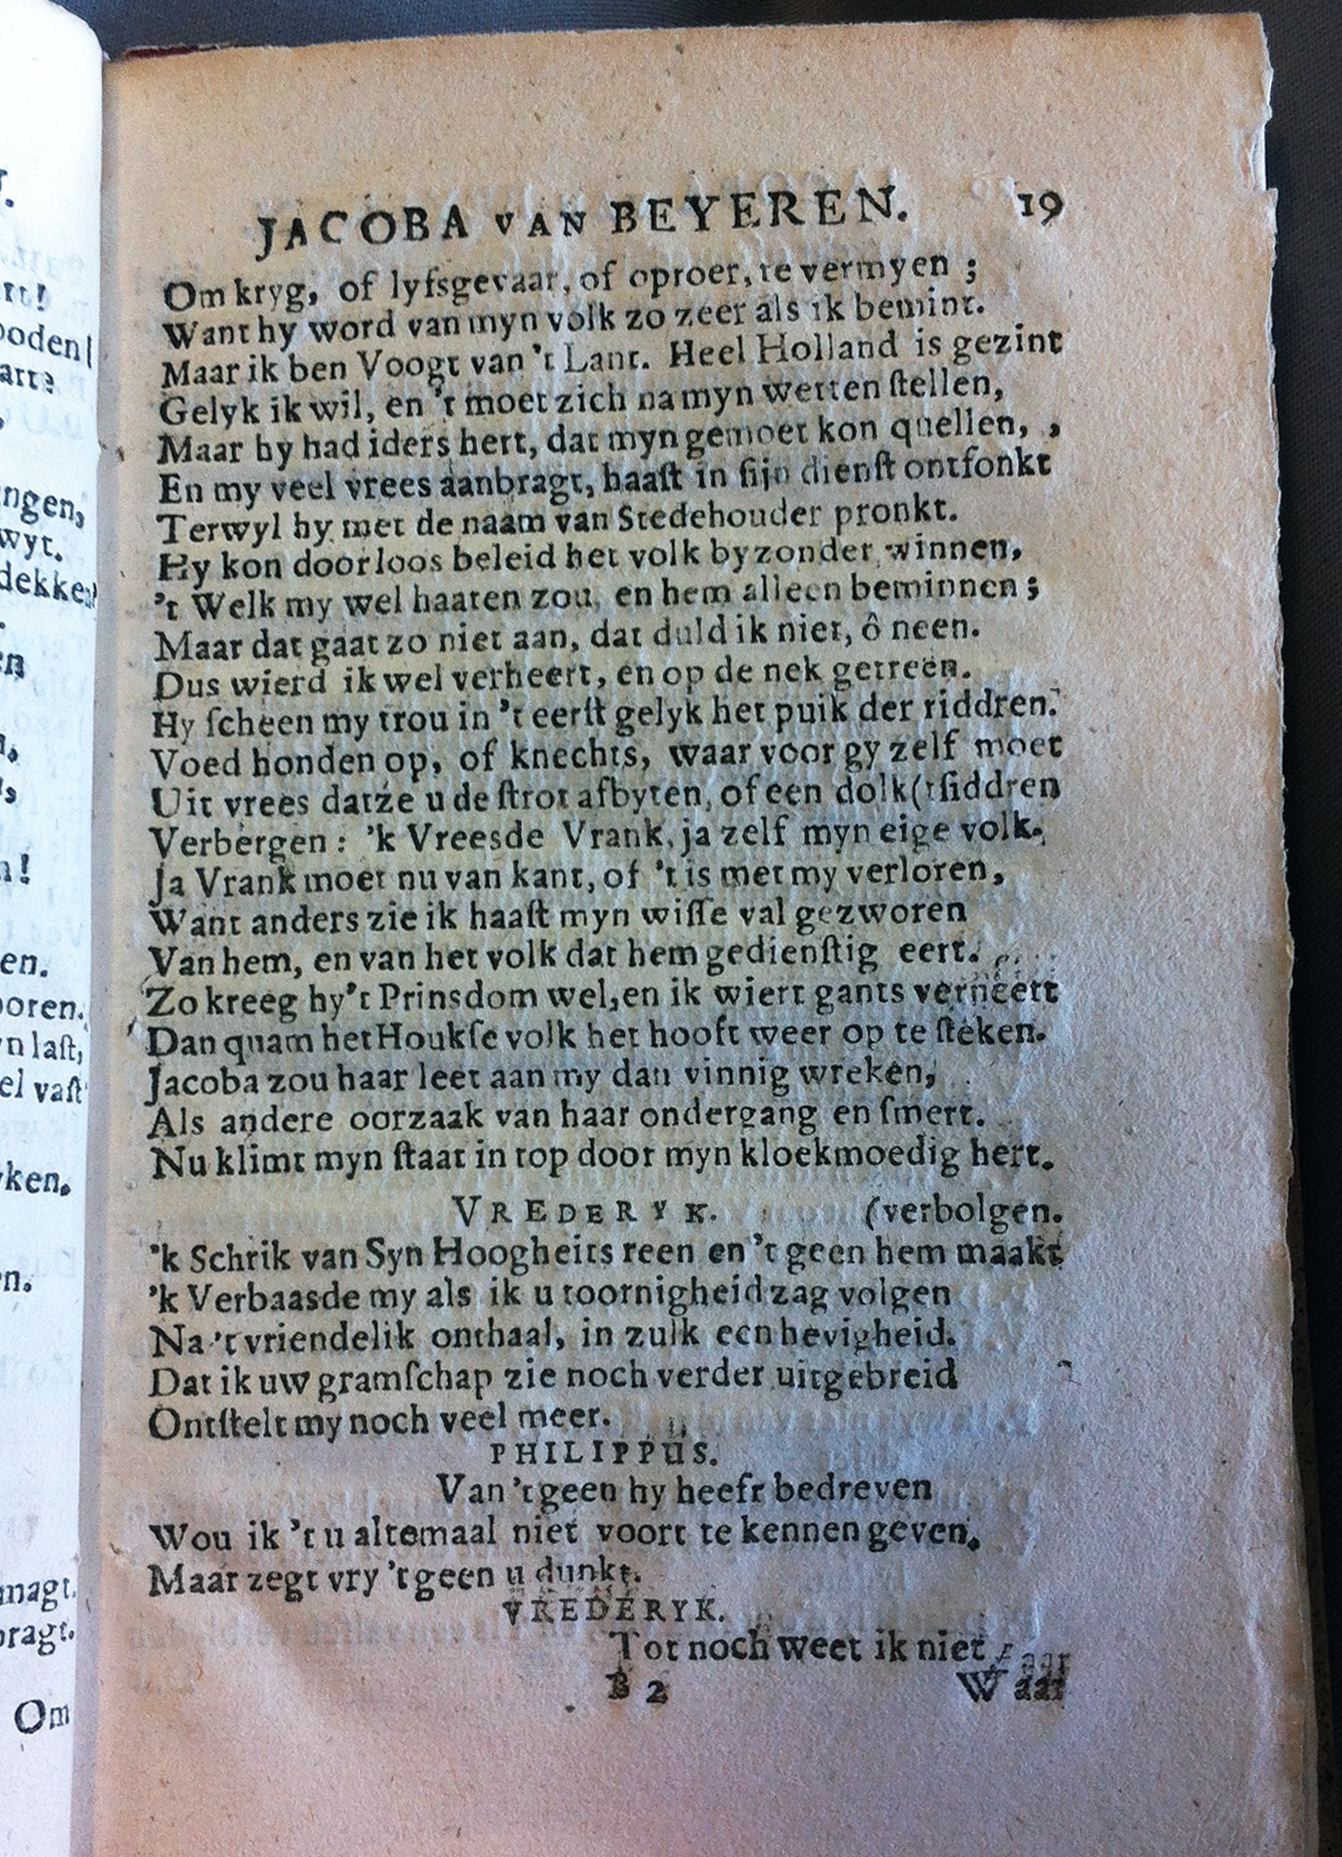 JACOBA VAN BEYEREN. 19
Om kryg, of lyfsgevaar, of oproer, te vermyen ;
Want hy word van myn volk zo zeer als ik bemint.
Maar ik ben Voogt van 't Lant. Heel Holland is gezint
Gelyk ik wil, en 't moet zich na myn wetten ſtellen,
Maar hy had iders hert, dat myn gemoet kon quellen, ,
En my veel vrees aanbragt, haaſt in ſijn dienſt ontfonkt
Terwyl hy met de naam van Stedehouder pronkt.
Hy kon door loos beleid het volk byzonder winnen,
't Welk my wel haaten zou, en hem alleen beminnen ;
Maar dat gaat zo niet aan, dat duld ik niet, ô neen.
Dus wierd ik wel verheert, en op de nek getreên.
Hy ſcheen my trou in 't eerſt gelyk het puik der riddren.
Voed honden op, of knechts, waar voor gy zelf moet
Uit vrees datze u de ſtrot afbyten, of een dolk (tſiddren
Verbergen : 'k Vreesde Vrank, ja zelf myn eige volk.
Ja Vrank moet nu van kant, of 't is met my verloren,
Want anders zie ik haaſt myn wiſſe val gezworen
Van hem, en van het volk dat hem gedienſtig eert.
Zo kreeg hy 't Prinsdom wel, en ik wiert gants verheert
Dan quam het Houkſe volk het hooft weer op te ſteken.
Jacoba zou haar leet aan my dan vinnig wreken,
Als andere oorzaak van haar ondergang en ſmert.
Nu klimt myn ſtaat in top door myn kloekmoedig hert.
VREDERYK. (verbolgen.
'k Schrik van Syn Hoogheits reen en 't geen hem maakt
'k Verbaasde my als ik u toornigheid zag volgen
Na 't vriendelik onthaal, in zulk een hevigheid.
Dat ik uw gramſchap zie noch verder uitgebreid
Ontſtelt my noch veel meer.
PHILIPPUS.
Van 't geen hy heeft bedreven
Wou ik 't u altemaal niet voort te kennen geven.
Maar zegt vry 't geen u dunkt.
VREDERYK.
Tot noch weet ik niet
B 2 Waar
rt!
en.
n laſt,
ken.
magt.
Om